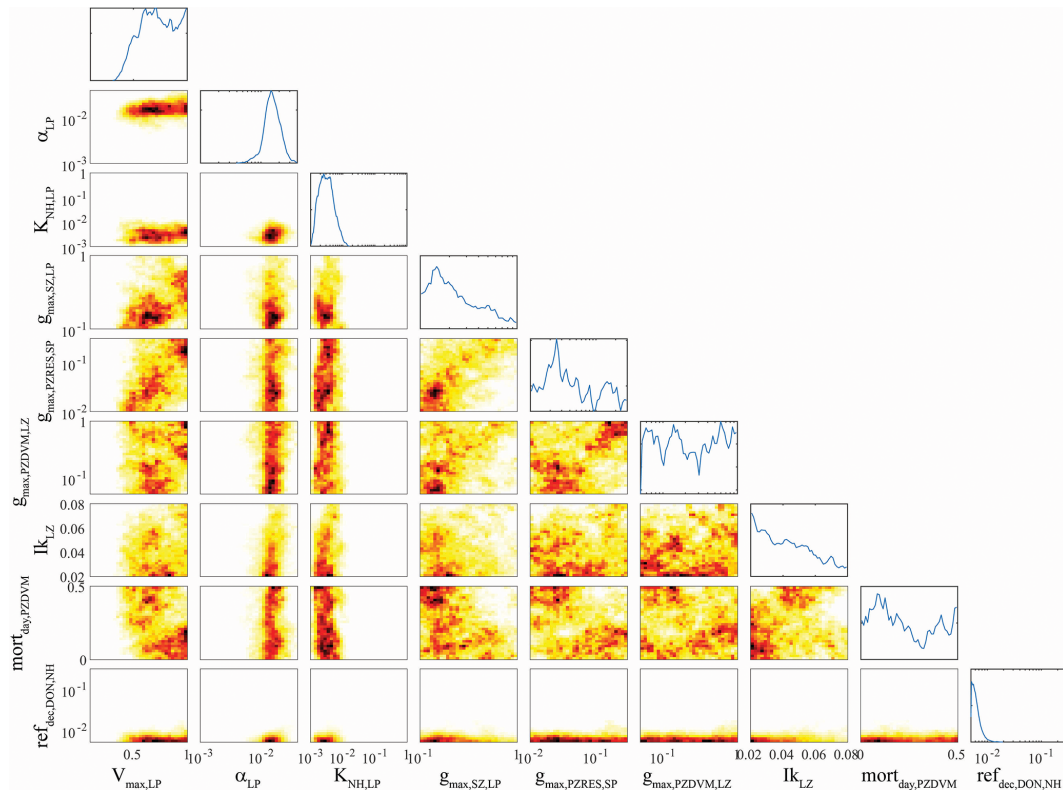 α_LP
10^-2
10^-3
K_NH,LP
1
10^-1
10^-2
10^-3
g_max,SZ,LP
1
10^-1
g_max,PZRES,SP
10^-1
10^-2
g_max,PZDVM,LZ
1
10^-1
Ik_LZ
0.08
0.06
0.04
0.02
mort_day,PZDVM
0.5
0
ref_dec,DON,NH
10^-1
10^-2
0.5 1 10^-3 10^-2 10^-3 10^-2 10^-1 1 10^-1 1 10^-2 10^-1 10^-1 1 0.02 0.04 0.06 0.08 0 0.5 10^-2 10^-1
V_max,LP α_LP K_NH,LP g_max,SZ,LP g_max,PZRES,SP g_max,PZDVM,LZ Ik_LZ mort_day,PZDVM ref_dec,DON,NH